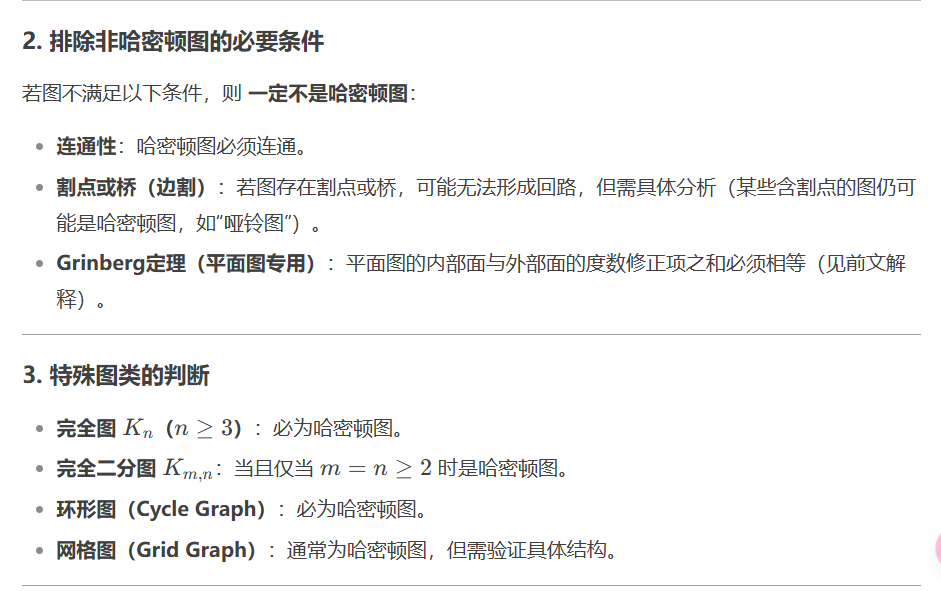 2. 排除非哈密顿图的必要条件
若图不满足以下条件，则 一定不是哈密顿图：
• 连通性：哈密顿图必须连通。
• 割点或桥（边割）：若图存在割点或桥，可能无法形成回路，但需具体分析（某些含割点的图仍可
能是哈密顿图，如“哑铃图”）。
• Grinberg定理（平面图专用）：平面图的内部面与外部面的度数修正项之和必须相等（见前文解
释）。
3. 特殊图类的判断
• 完全图 Kₙ（n ≥ 3）：必为哈密顿图。
• 完全二分图 Kₘ,ₙ：当且仅当 m = n ≥ 2 时是哈密顿图。
• 环形图（Cycle Graph）：必为哈密顿图。
• 网格图（Grid Graph）：通常为哈密顿图，但需验证具体结构。